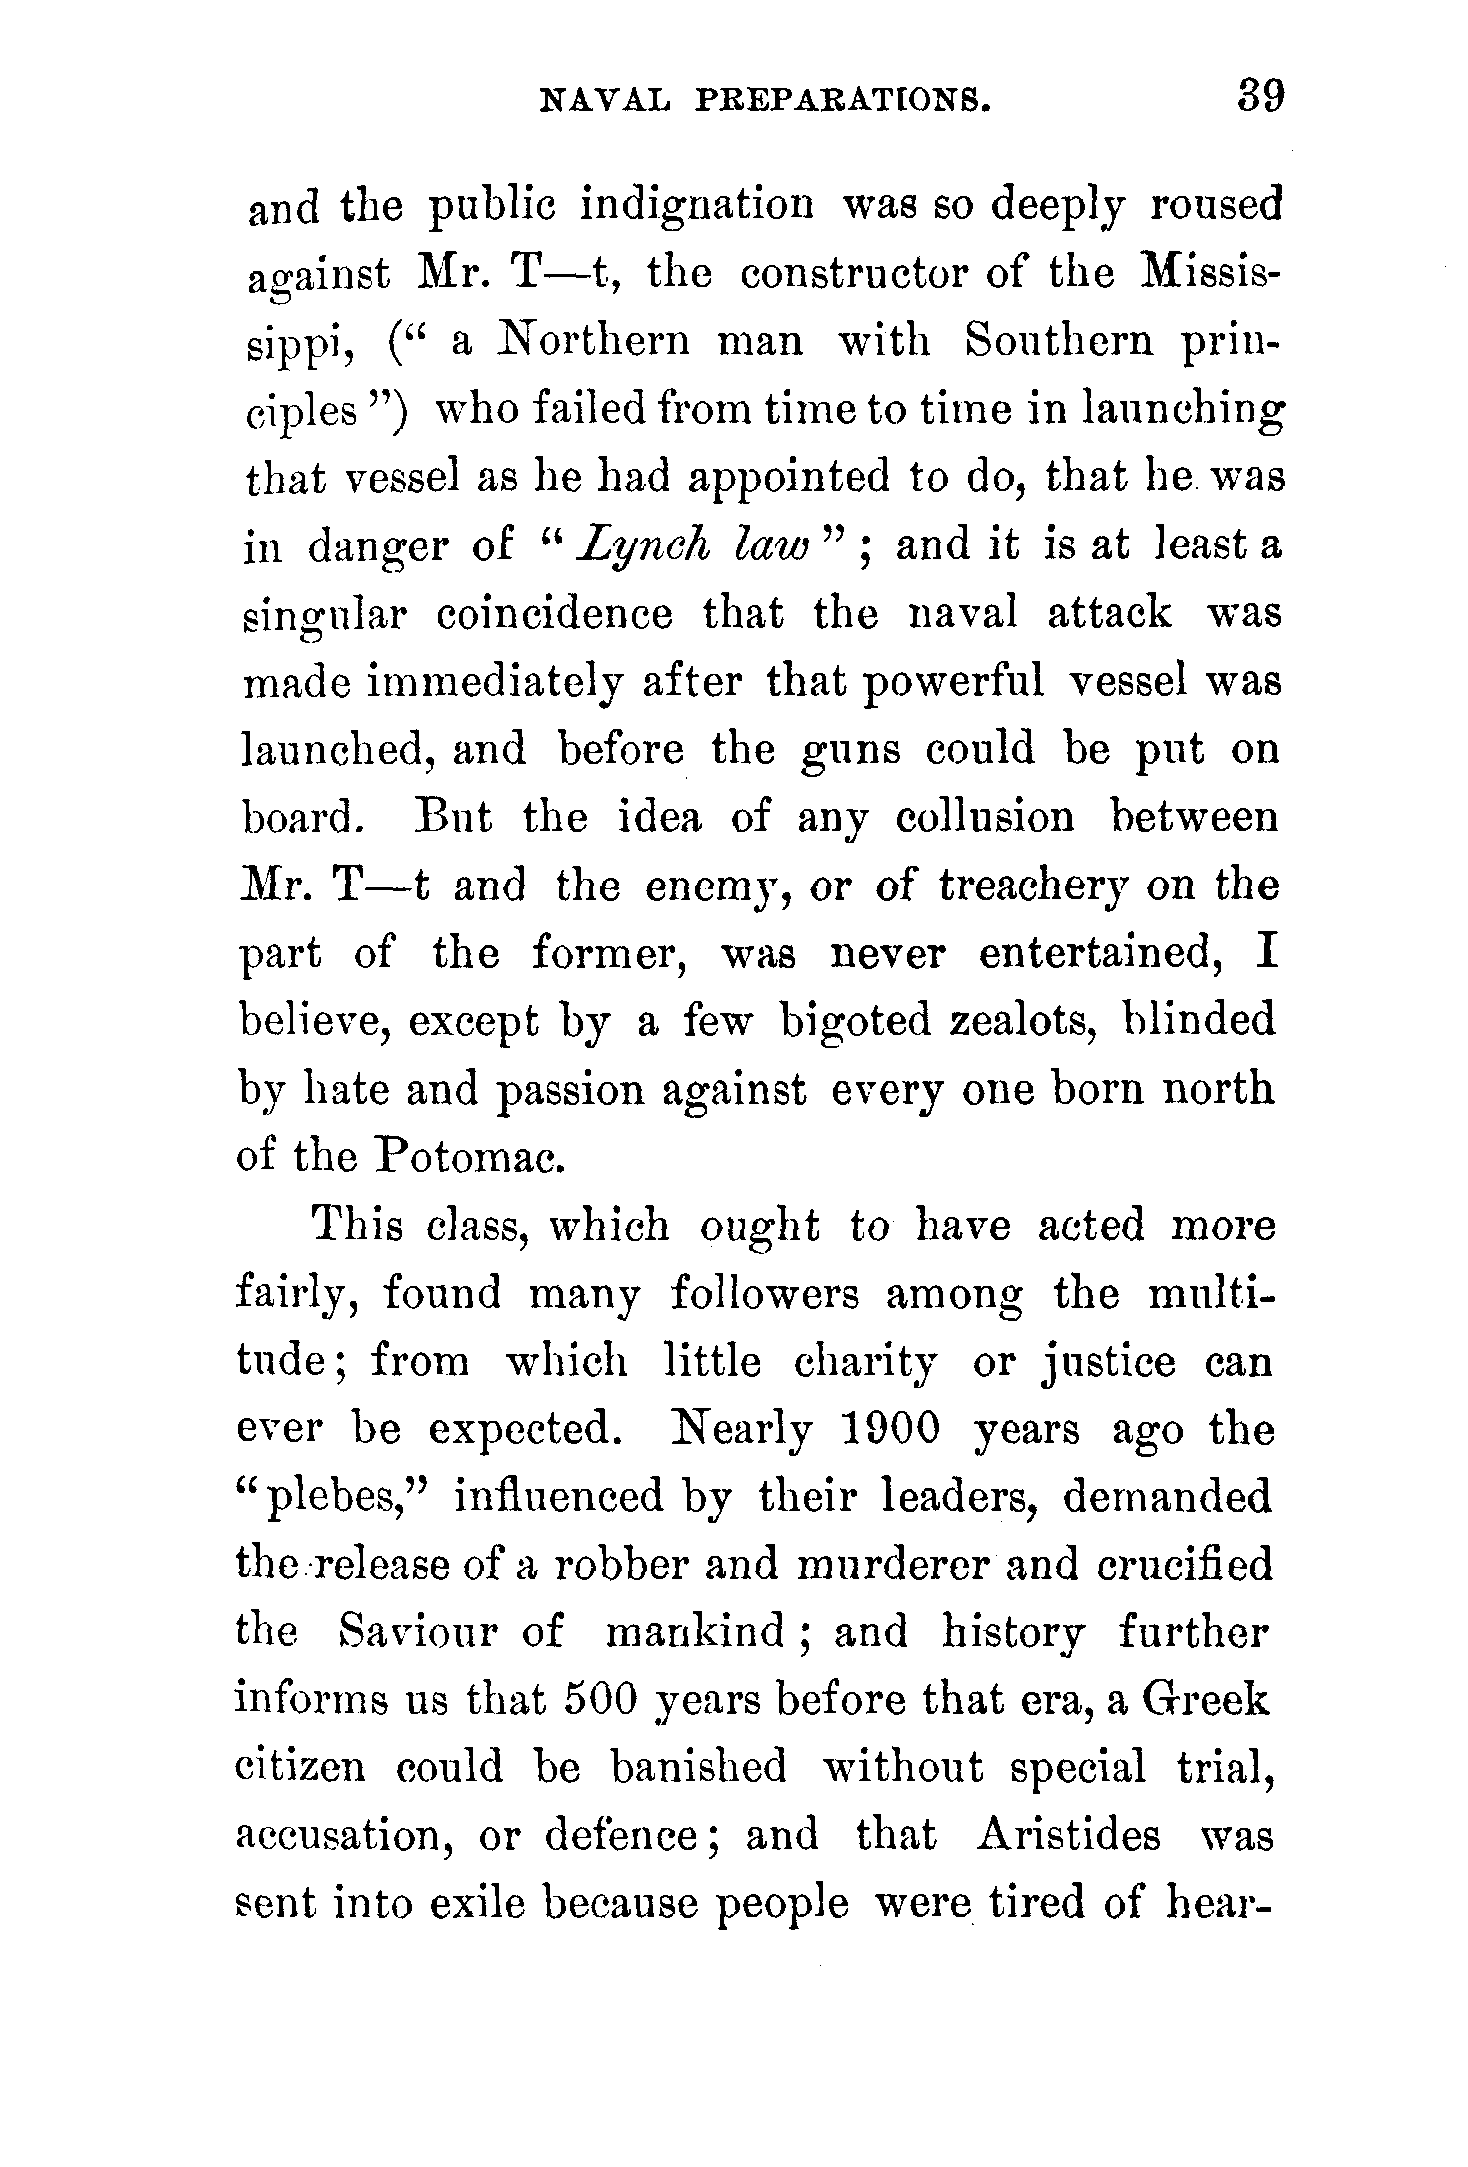 NAVAL PREPARATIONS. 39
and the public indignation was so deeply roused
against Mr. T—t, the constructor of the Missis-
sippi, (“ a Northern man with Southern prin-
ciples ”) who failed from time to time in launching
that vessel as he had appointed to do, that he was
in danger of “ Lynch law ” ; and it is at least a
singular coincidence that the naval attack was
made immediately after that powerful vessel was
launched, and before the guns could be put on
board. But the idea of any collusion between
Mr. T—t and the enemy, or of treachery on the
part of the former, was never entertained, I
believe, except by a few bigoted zealots, blinded
by hate and passion against every one born north
of the Potomac.
This class, which ought to have acted more
fairly, found many followers among the multi-
tude; from which little charity or justice can
ever be expected. Nearly 1900 years ago the
“plebes,” influenced by their leaders, demanded
the release of a robber and murderer and crucified
the Saviour of mankind ; and history further
informs us that 500 years before that era, a Greek
citizen could be banished without special trial,
accusation, or defence; and that Aristides was
sent into exile because people were tired of hear-